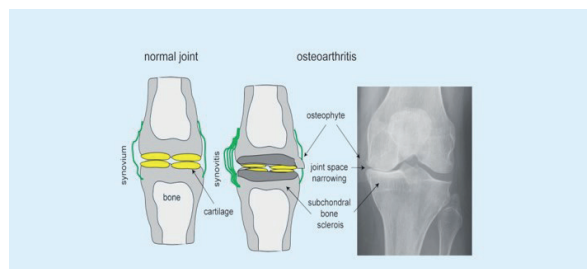 normal joint
osteoarthritis
osteophyte
joint space
narrowing
synovium
synovitis
subchondral
bone
sclerois
bone
cartilage